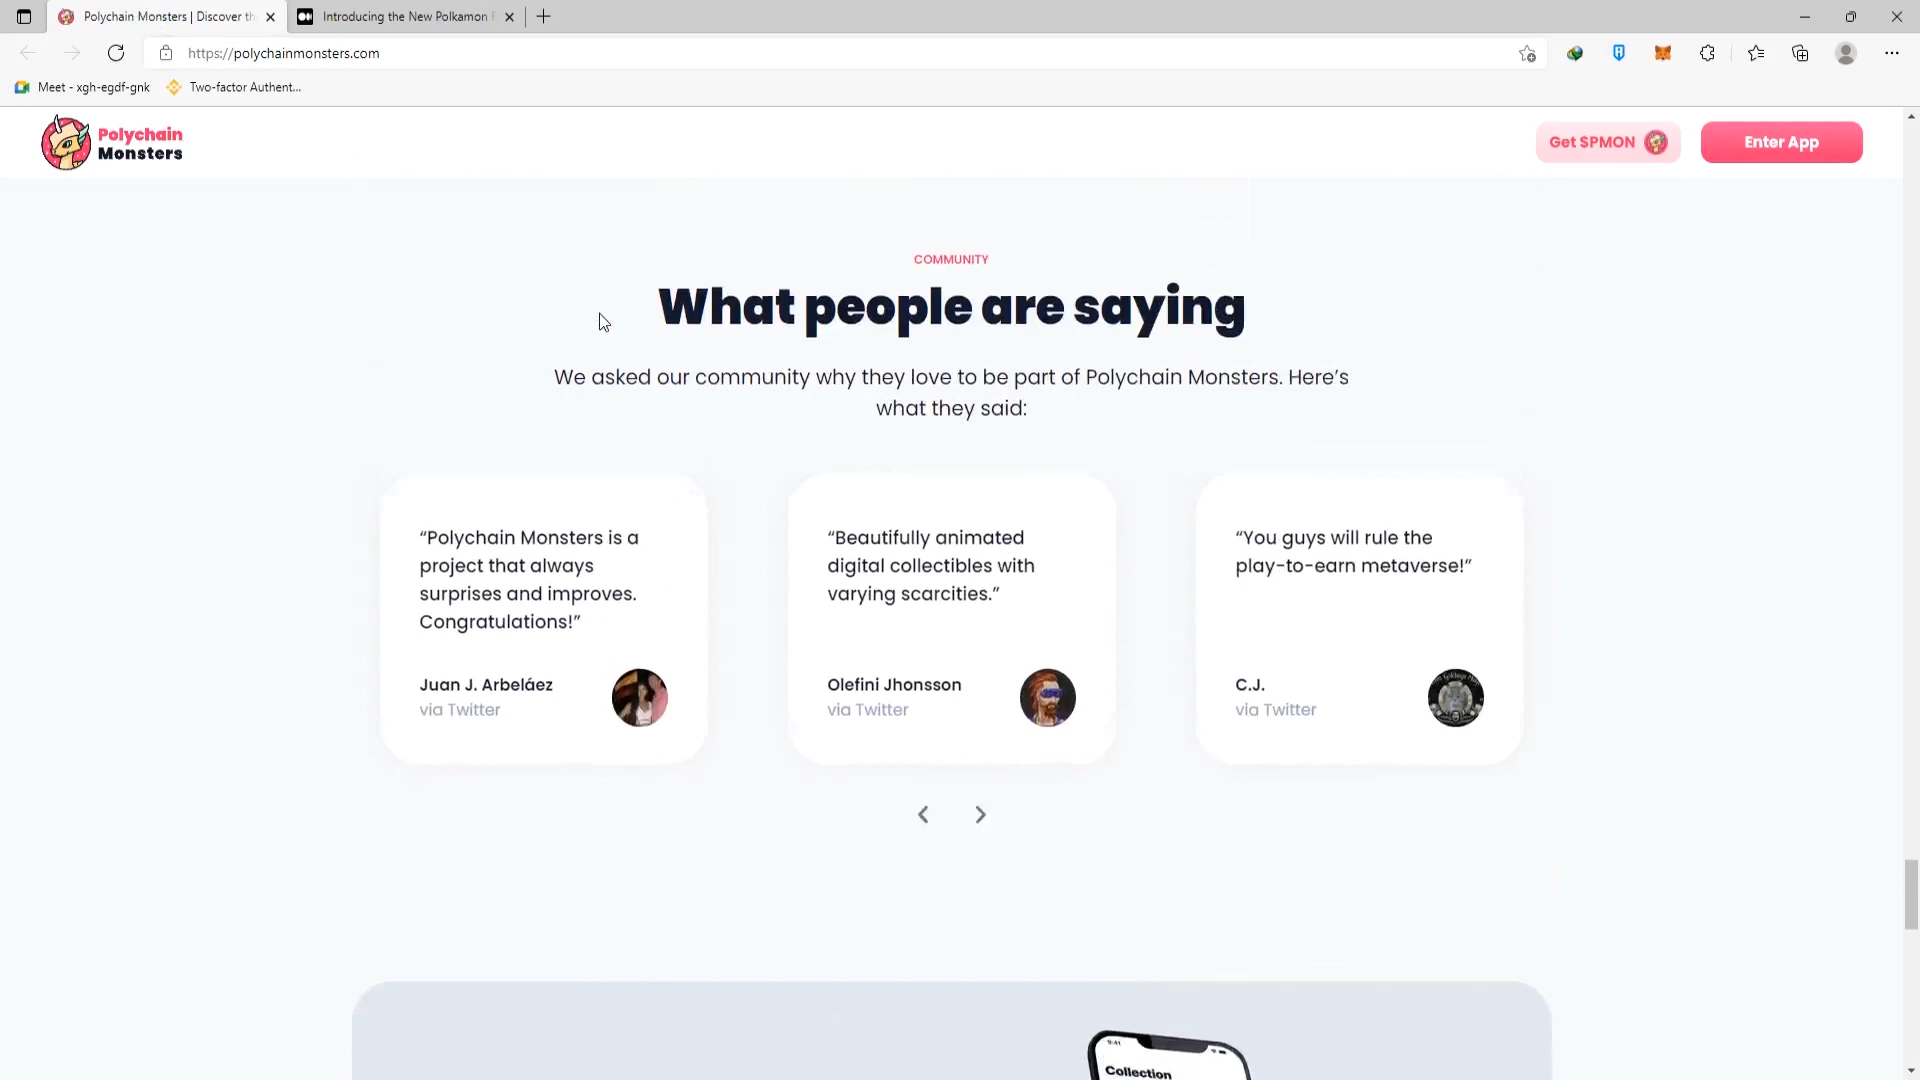 Polychain Monsters | Discover th
Introducing the New Polkamon
https://polychainmonsters.com
Meet - xgh-egdf-gnk
Two-factor Authent...
Polychain
Monsters
Get $PMON
Enter App
COMMUNITY
What people are saying
We asked our community why they love to be part of Polychain Monsters. Here’s
what they said:
“Polychain Monsters is a
project that always
surprises and improves.
Congratulations!”
Juan J. Arbeláez
via Twitter
“Beautifully animated
digital collectibles with
varying scarcities.”
Olefini Jhonsson
via Twitter
“You guys will rule the
play-to-earn metaverse!”
C.J.
via Twitter
9:41
Collection